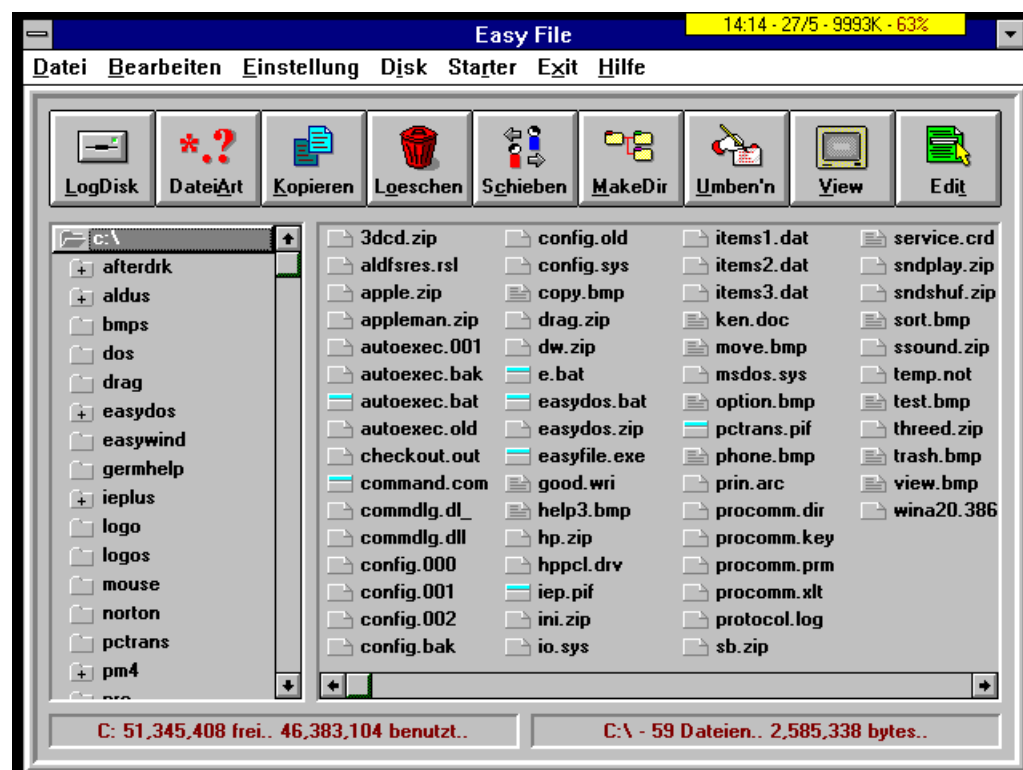 Easy File
14:14 - 27/5 - 9993K - 63%
Datei Bearbeiten Einstellung Disk Starter Exit Hilfe
LogDisk DateiArt Kopieren Loeschen Schieben MakeDir Umben'n View Edit
c:\
afterdrk
aldus
bmps
dos
drag
easydos
easywind
germhelp
ieplus
logo
logos
mouse
norton
pctrans
pm4
3dcd.zip
aldfsres.rsl
apple.zip
appleman.zip
autoexec.001
autoexec.bak
autoexec.bat
autoexec.old
checkout.out
command.com
commdlg.dl_
commdlg.dll
config.000
config.001
config.002
config.bak
config.old
config.sys
copy.bmp
drag.zip
dw.zip
e.bat
easydos.bat
easydos.zip
easyfile.exe
good.wri
help3.bmp
hp.zip
hppcl.drv
iep.pif
ini.zip
io.sys
items1.dat
items2.dat
items3.dat
ken.doc
move.bmp
msdos.sys
option.bmp
pctrans.pif
phone.bmp
prin.arc
procomm.dir
procomm.key
procomm.prm
procomm.xlt
protocol.log
sb.zip
service.crd
sndplay.zip
sndshuf.zip
sort.bmp
ssound.zip
temp.not
test.bmp
threed.zip
trash.bmp
view.bmp
wina20.386
C: 51,345,408 frei.. 46,383,104 benutzt..
C:\ - 59 Dateien.. 2,585,338 bytes..